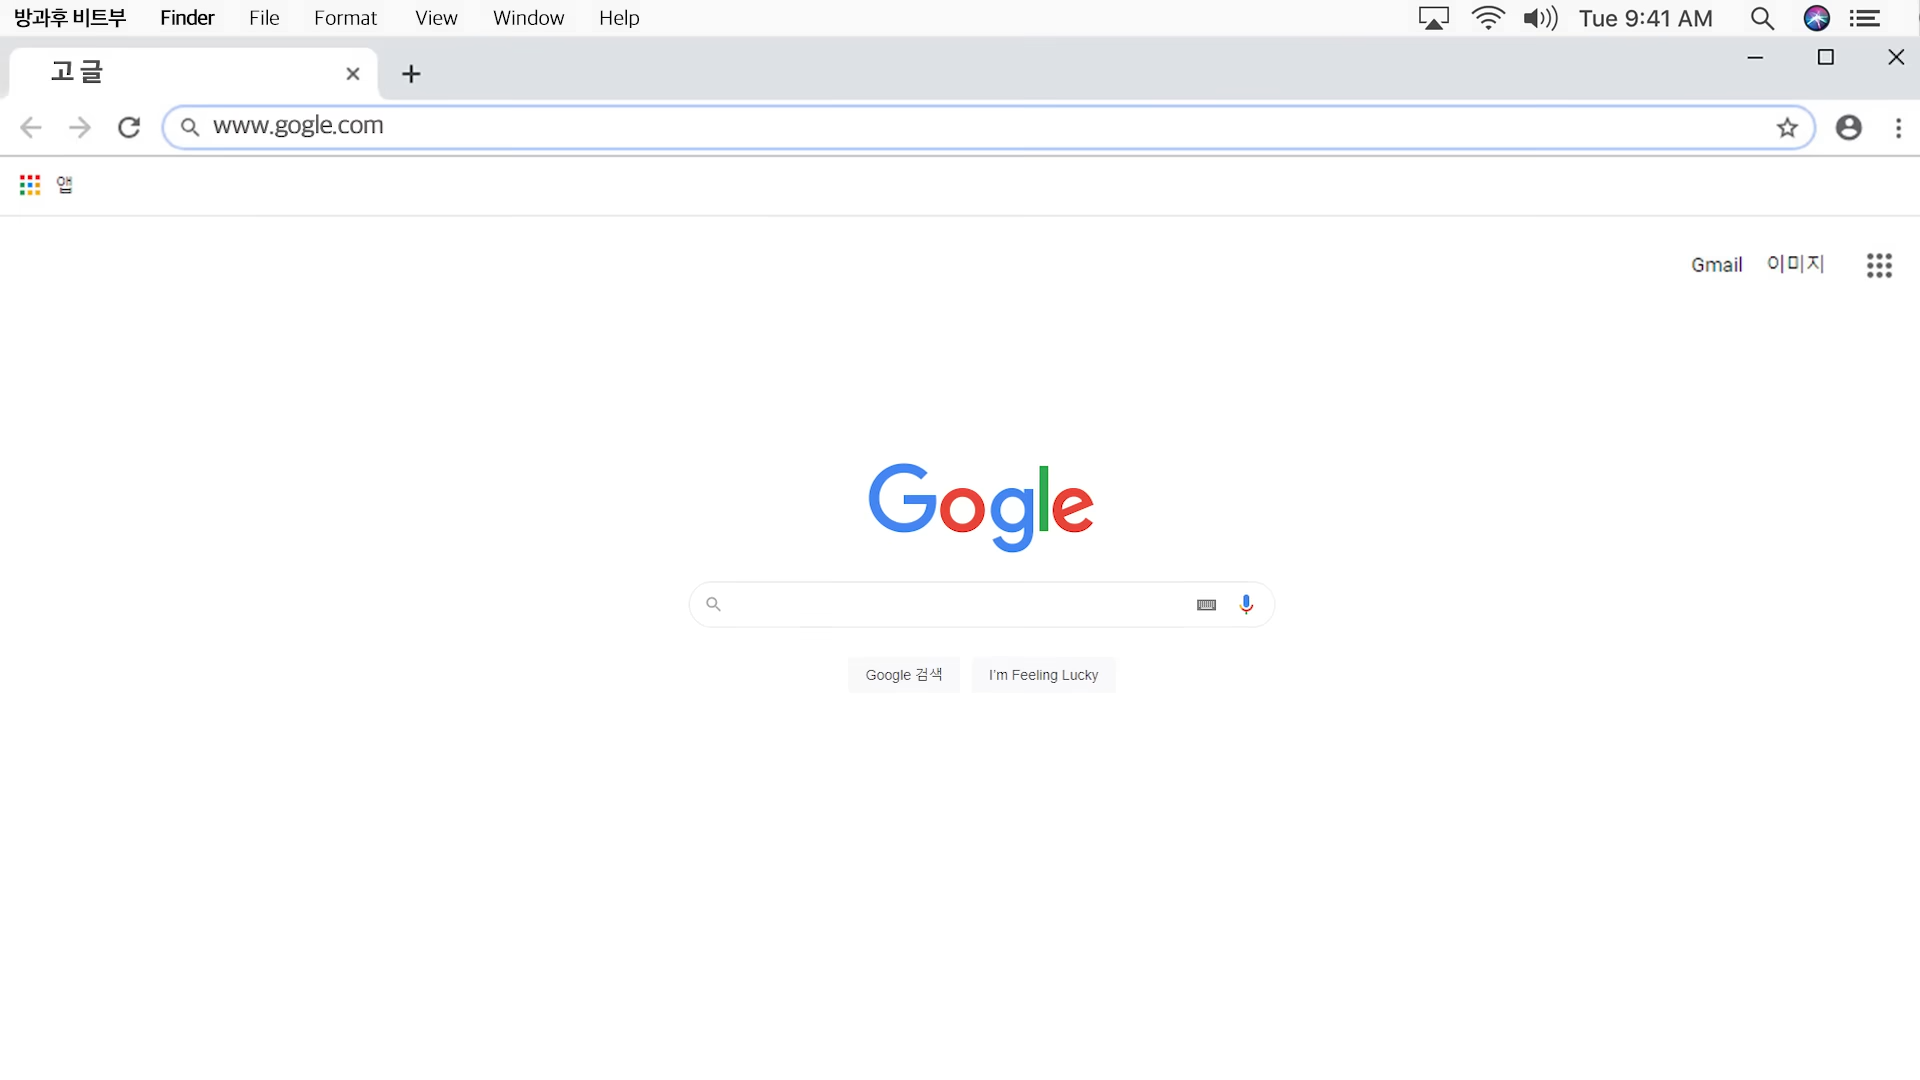 방과후 비트부 Finder File Format View Window Help Tue 9:41 AM
고 글
www.gogle.com
앱
Gmail 이미지
Gogle
Google 검색 I'm Feeling Lucky